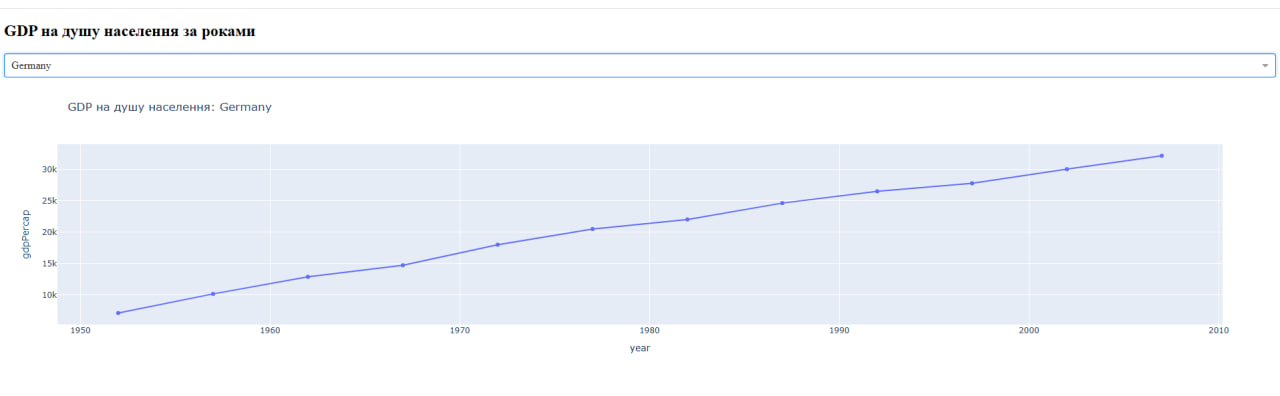 GDP на душу населення за роками
Germany
GDP на душу населення: Germany
30k
25k
20k
15k
10k
gdpPercap
1950 1960 1970 1980 1990 2000 2010
year